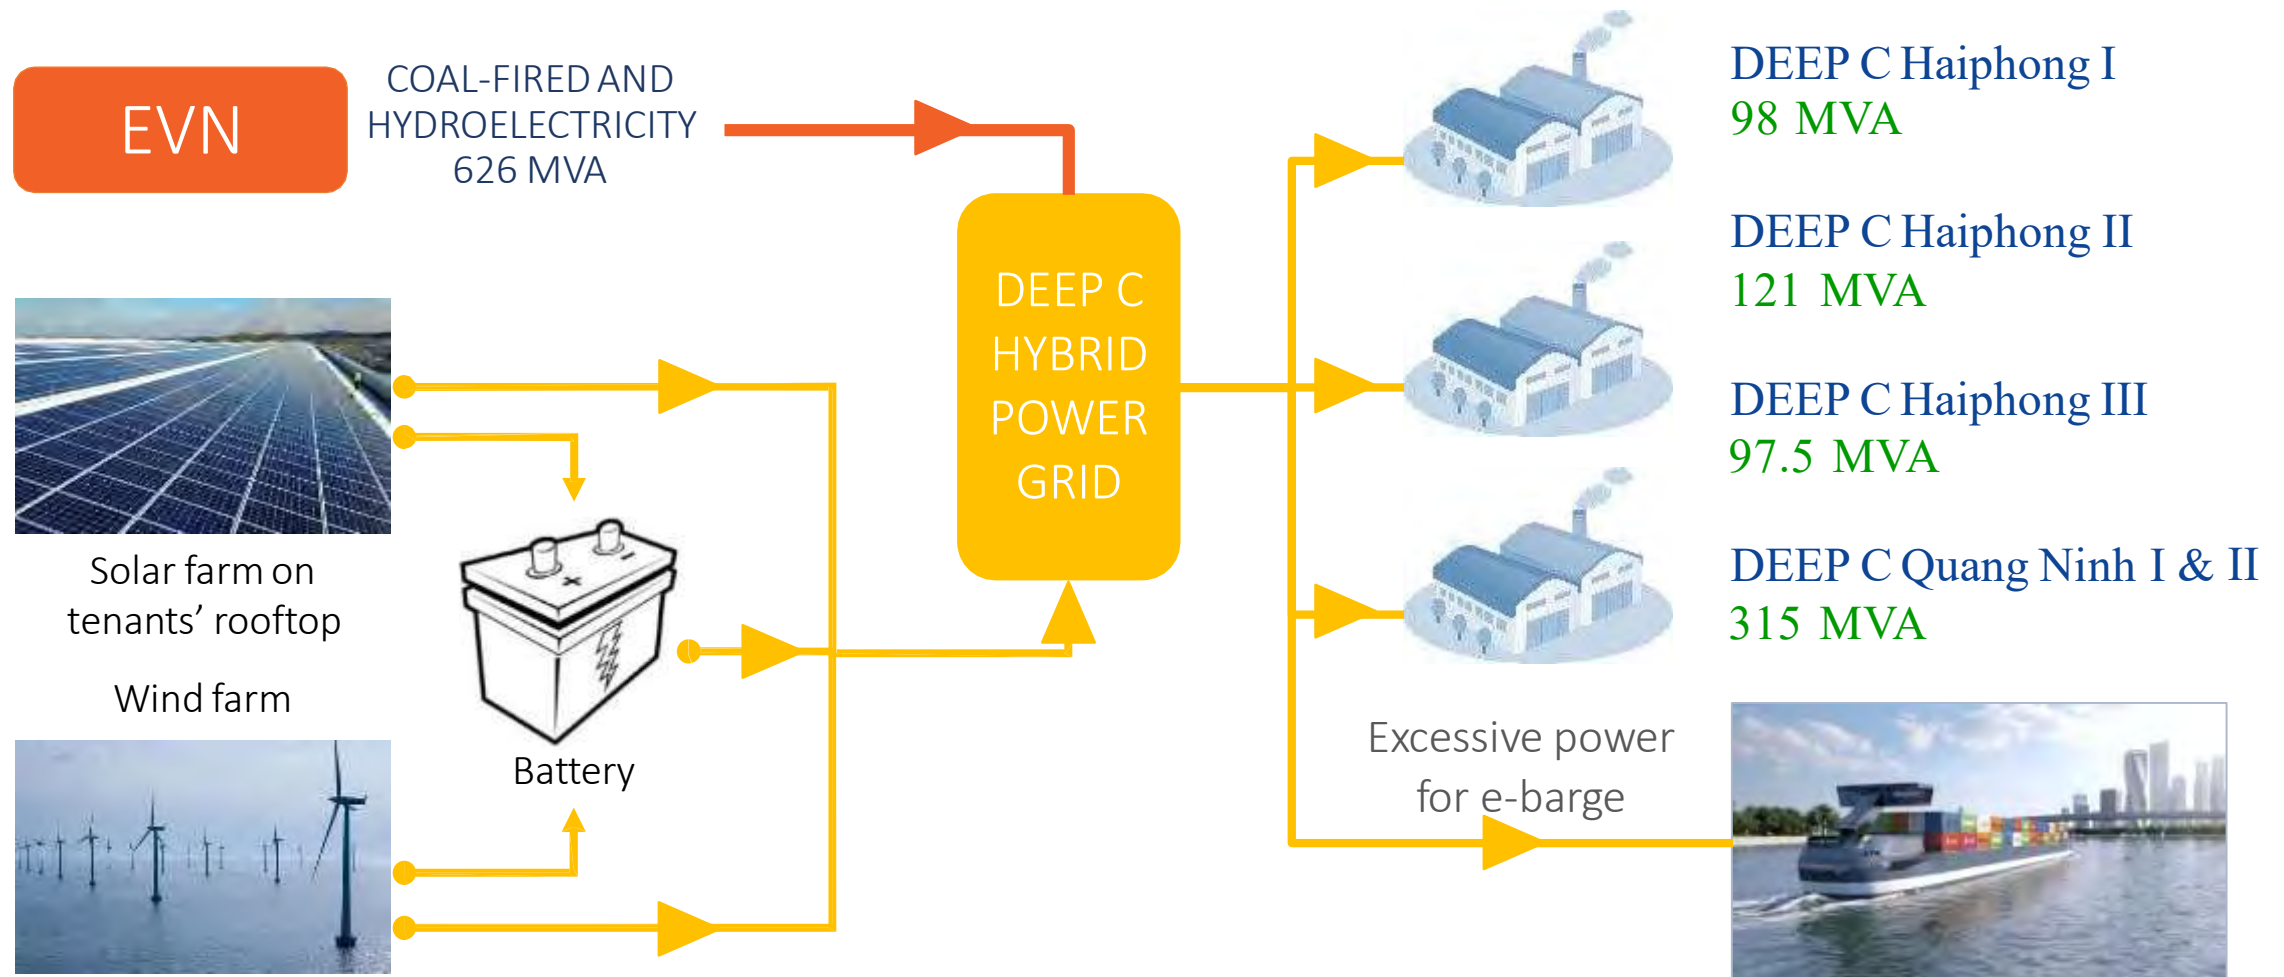 EVN
COAL-FIRED AND
HYDROELECTRICITY
626 MVA
Solar farm on
tenants’ rooftop
Wind farm
Battery
+
-
DEEP C
HYBRID
POWER
GRID
DEEP C Haiphong I
98 MVA
DEEP C Haiphong II
121 MVA
DEEP C Haiphong III
97.5 MVA
DEEP C Quang Ninh I & II
315 MVA
Excessive power
for e-barge